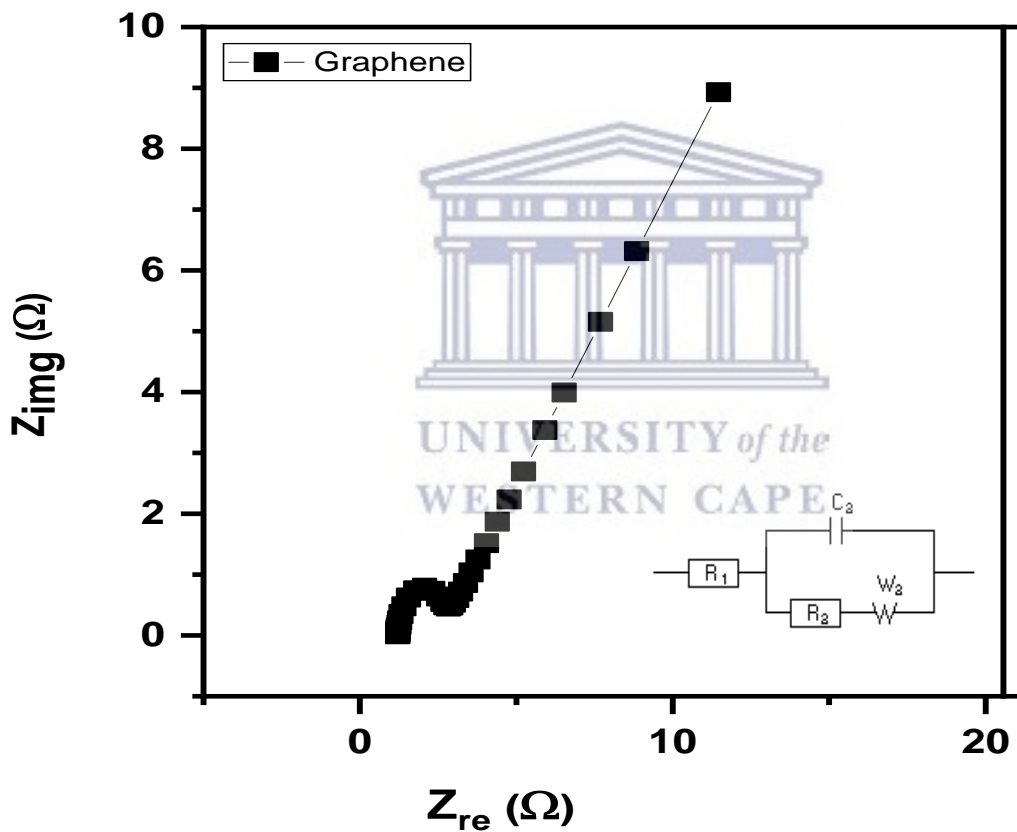 10
8
6
4
2
0
Zimg (Ω)
Graphene
UNIVERSITY of the
WESTERN CAPE
C2
R1
R2
W2
0
10
20
Zre (Ω)